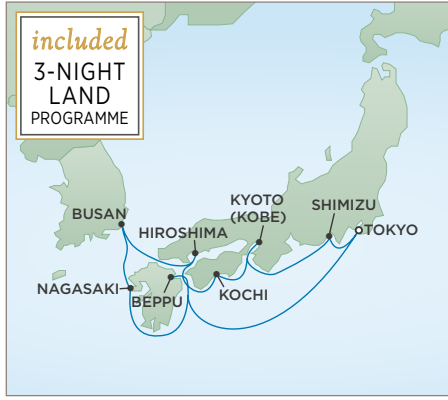 included
3-NIGHT
LAND
PROGRAMME
BUSAN
HIROSHIMA
KYOTO
(KOBE)
SHIMIZU
TOKYO
NAGASAKI
BEPPU
KOCHI